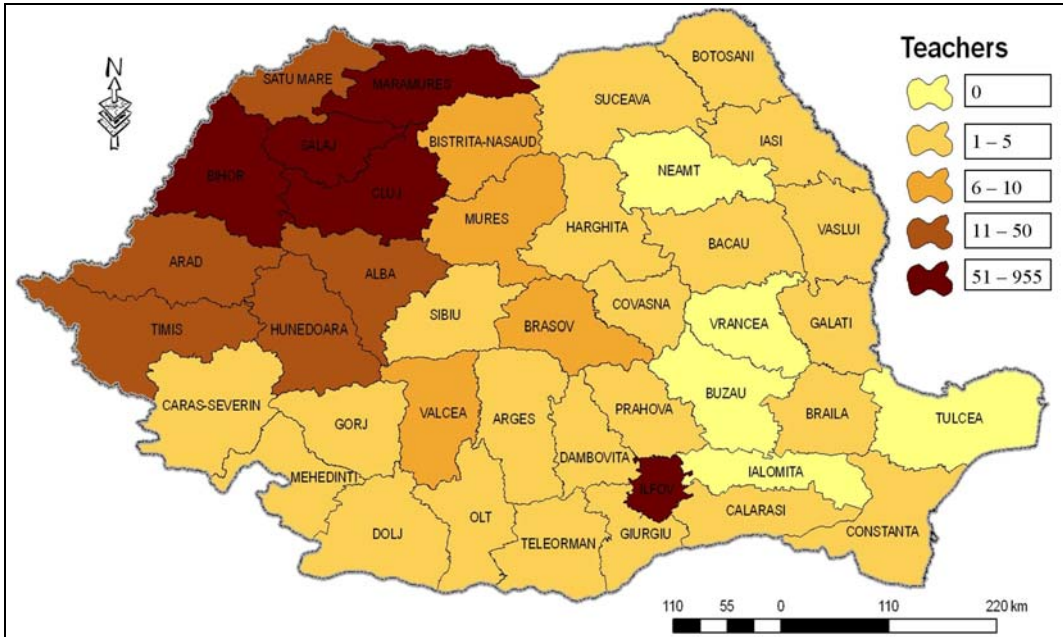 N
Teachers
0
1 – 5
6 – 10
11 – 50
51 – 955
BOTOSANI
SATU MARE
MARAMURES
SUCEAVA
IASI
BISTRITA-NASAUD
SALAJ
NEAMT
BIHOR
CLUJ
MURES
HARGHITA
VASLUI
BACAU
ARAD
ALBA
COVASNA
SIBIU
VRANCEA
GALATI
TIMIS
HUNEDOARA
BRASOV
BUZAU
CARAS-SEVERIN
PRAHOVA
BRAILA
TULCEA
VALCEA
ARGES
GORJ
DAMBOVITA
IALOMITA
MEHEDINTI
ILFOV
CALARASI
OLT
DOLJ
GIURGIU
CONSTANTA
TELEORMAN
110 55 0 110 220 km